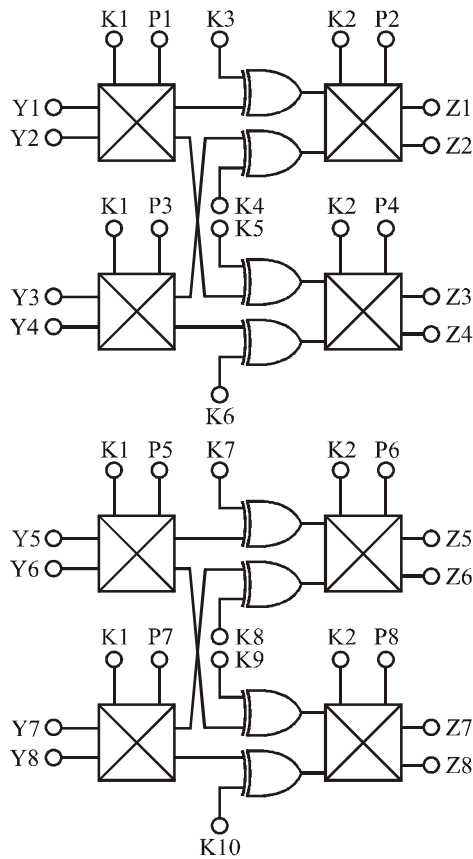 K1 P1 K3 K2 P2
Y1 Z1
Y2 Z2
K4
K1 P3 K5 K2 P4
Y3 Z3
Y4 Z4
K6
K1 P5 K7 K2 P6
Y5 Z5
Y6 Z6
K8
K1 P7 K9 K2 P8
Y7 Z7
Y8 Z8
K10